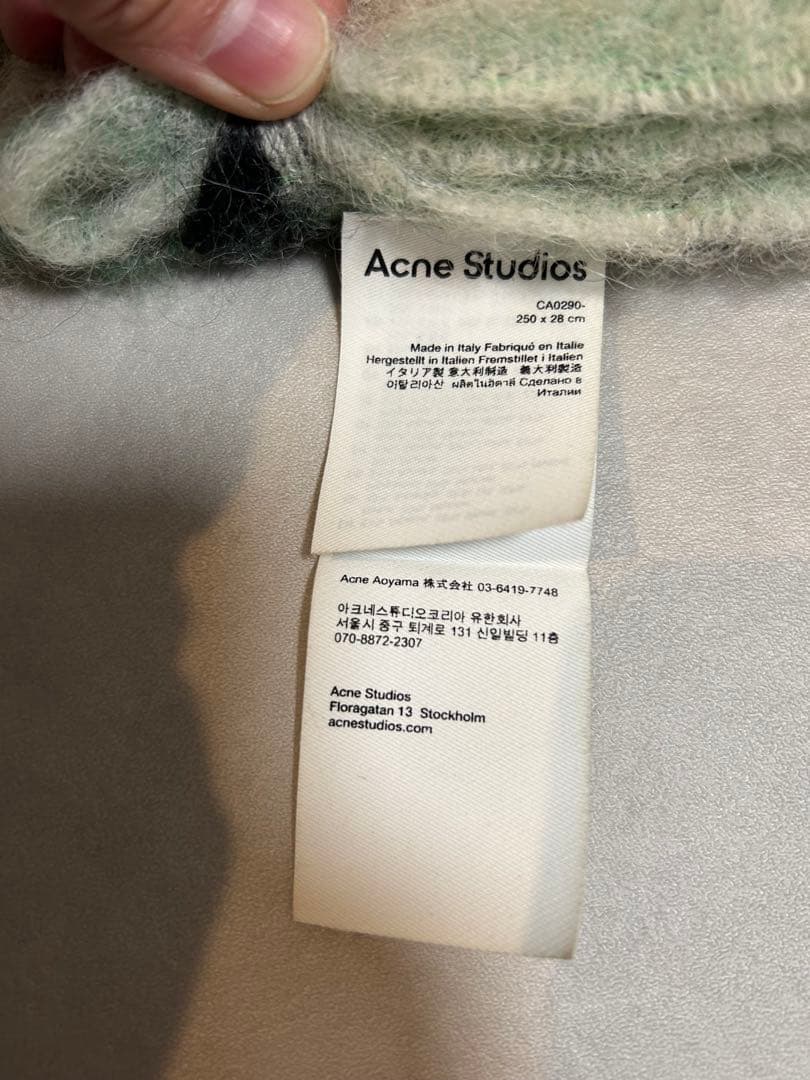 Acne Studios
CA0290-
250 x 28 cm
Made in Italy Fabriqué en Italie
Hergestellt in Italien Fremstillet i Italien
イタリア製 意大利制造 義大利製造
이탈리아산 ผลิตในอิตาลี Сделано в
Италии
Acne Aoyama 株式会社 03-6419-7748
아크네스튜디오코리아 유한회사
서울시 중구 퇴계로 131 신일빌딩 11층
070-8872-2307
Acne Studios
Floragatan 13 Stockholm
acnestudios.com